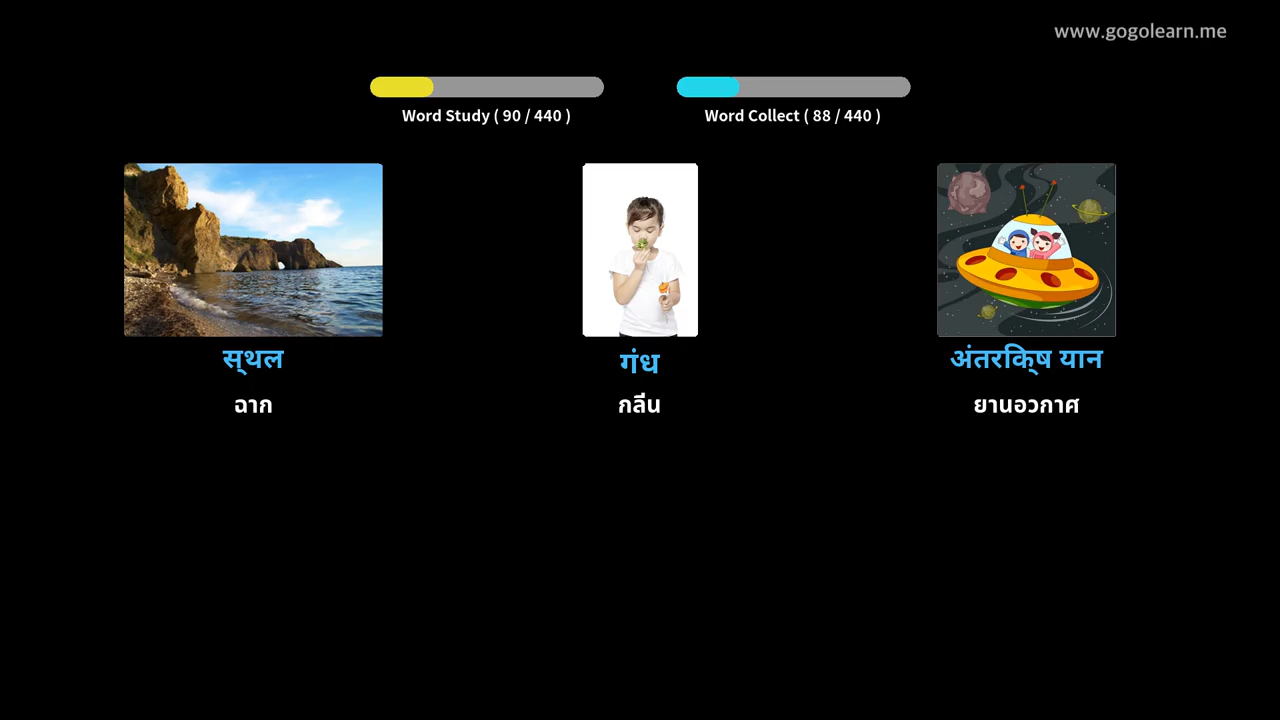 www.gogolearn.me
Word Study ( 90 / 440 )
Word Collect ( 88 / 440 )
स्थल
गंध
अंतरिक्ष यान
ฉาก
กลิ่น
ยานอวกาศ